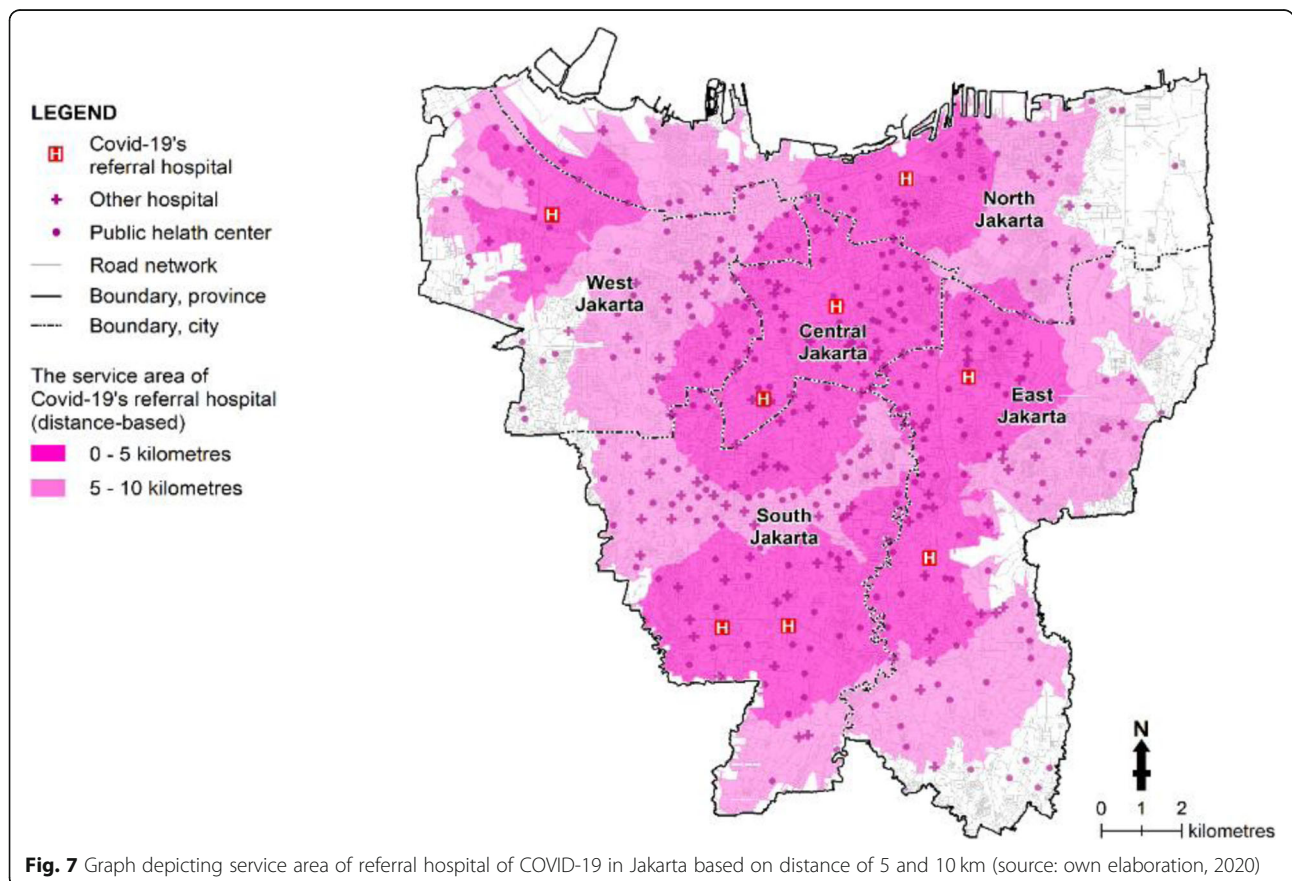 LEGEND
H
Covid-19's
referral hospital
Other hospital
Public helath center
Road network
Boundary, province
Boundary, city
The service area of
Covid-19's referral hospital
(distance-based)
0 - 5 kilometres
5 - 10 kilometres
H
North
Jakarta
H
West
Jakarta
H
Central
Jakarta
H
East
Jakarta
H
South
Jakarta
H
H
H
N
0 1 2
kilometres
Fig. 7 Graph depicting service area of referral hospital of COVID-19 in Jakarta based on distance of 5 and 10 km (source: own elaboration, 2020)